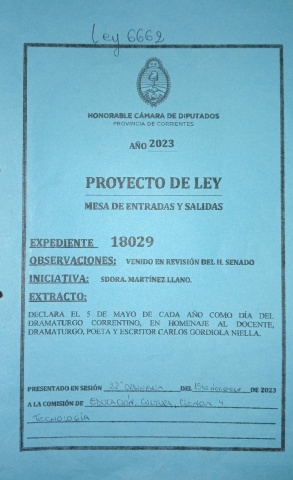 Ley 6662
HONORABLE CÁMARA DE DIPUTADOS
PROVINCIA DE CORRIENTES
AÑO 2023
PROYECTO DE LEY
MESA DE ENTRADAS Y SALIDAS
EXPEDIENTE 18029
OBSERVACIONES: VENIDO EN REVISIÓN DEL H. SENADO
INICIATIVA: SDORA. MARTÍNEZ LLANO.
EXTRACTO:
DECLARA EL 5 DE MAYO DE CADA AÑO COMO DÍA DEL
DRAMATURGO CORRENTINO, EN HOMENAJE AL DOCENTE,
DRAMATURGO, POETA Y ESCRITOR CARLOS GORDIOLA NIELLA.
PRESENTADO EN SESIÓN 22° ORDINARIA DEL 15 DE NOVIEMBRE DE 2023
A LA COMISIÓN DE EDUCACIÓN, CULTURA, CIENCIA Y
TECNOLOGÍA